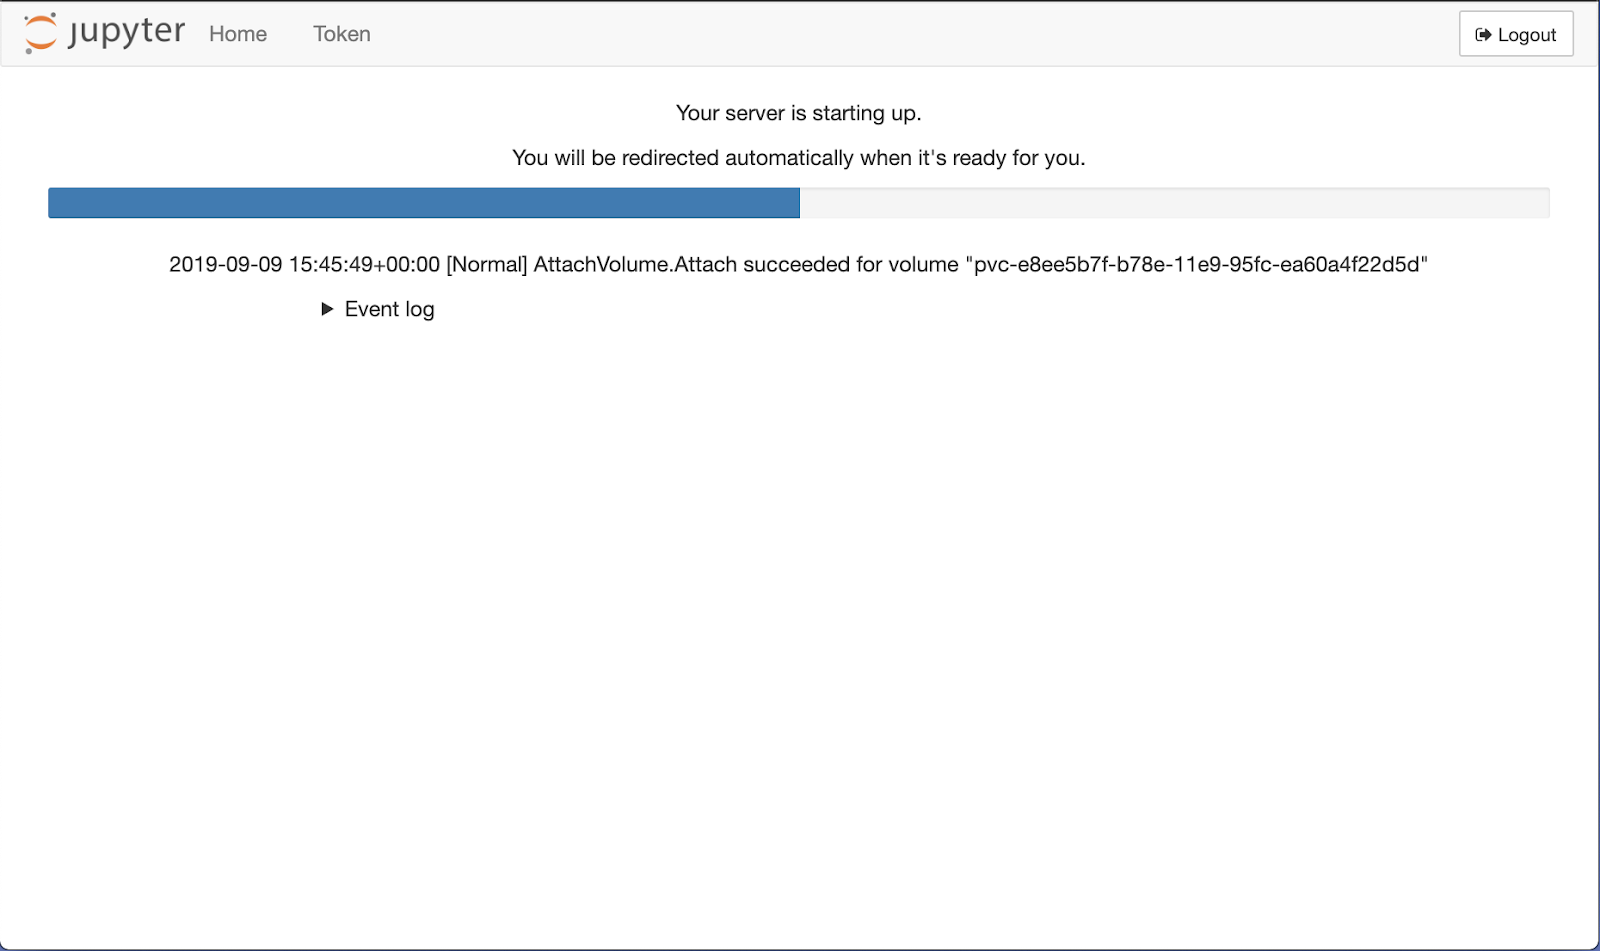 jupyter Home Token Logout
Your server is starting up.
You will be redirected automatically when it's ready for you.
2019-09-09 15:45:49+00:00 [Normal] AttachVolume.Attach succeeded for volume "pvc-e8ee5b7f-b78e-11e9-95fc-ea60a4f22d5d"
Event log